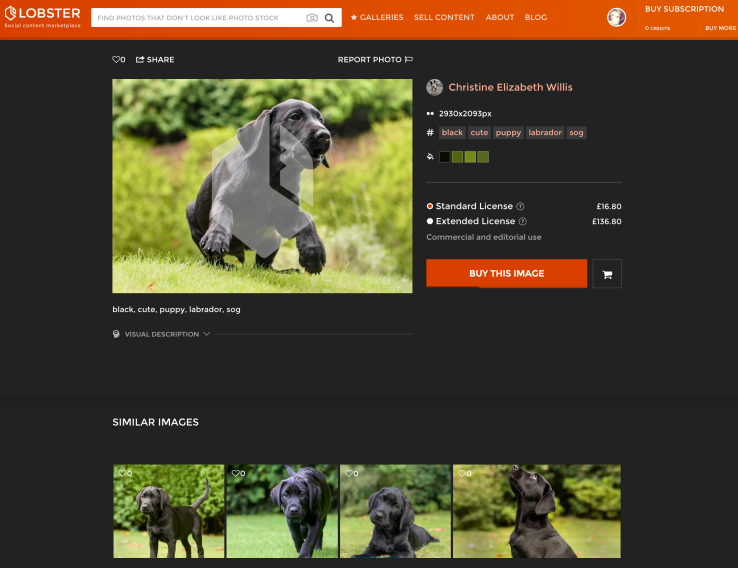 LOBSTER
Social content marketplace
FIND PHOTOS THAT DON'T LOOK LIKE PHOTO STOCK
★ GALLERIES SELL CONTENT ABOUT BLOG
BUY SUBSCRIPTION
0 CREDITS BUY MORE
0 SHARE REPORT PHOTO
Christine Elizabeth Willis
2930x2093px
# black cute puppy labrador sog
Standard License ? £16.80
Extended License ? £136.80
Commercial and editorial use
BUY THIS IMAGE
black, cute, puppy, labrador, sog
VISUAL DESCRIPTION
SIMILAR IMAGES
0 0 0 0